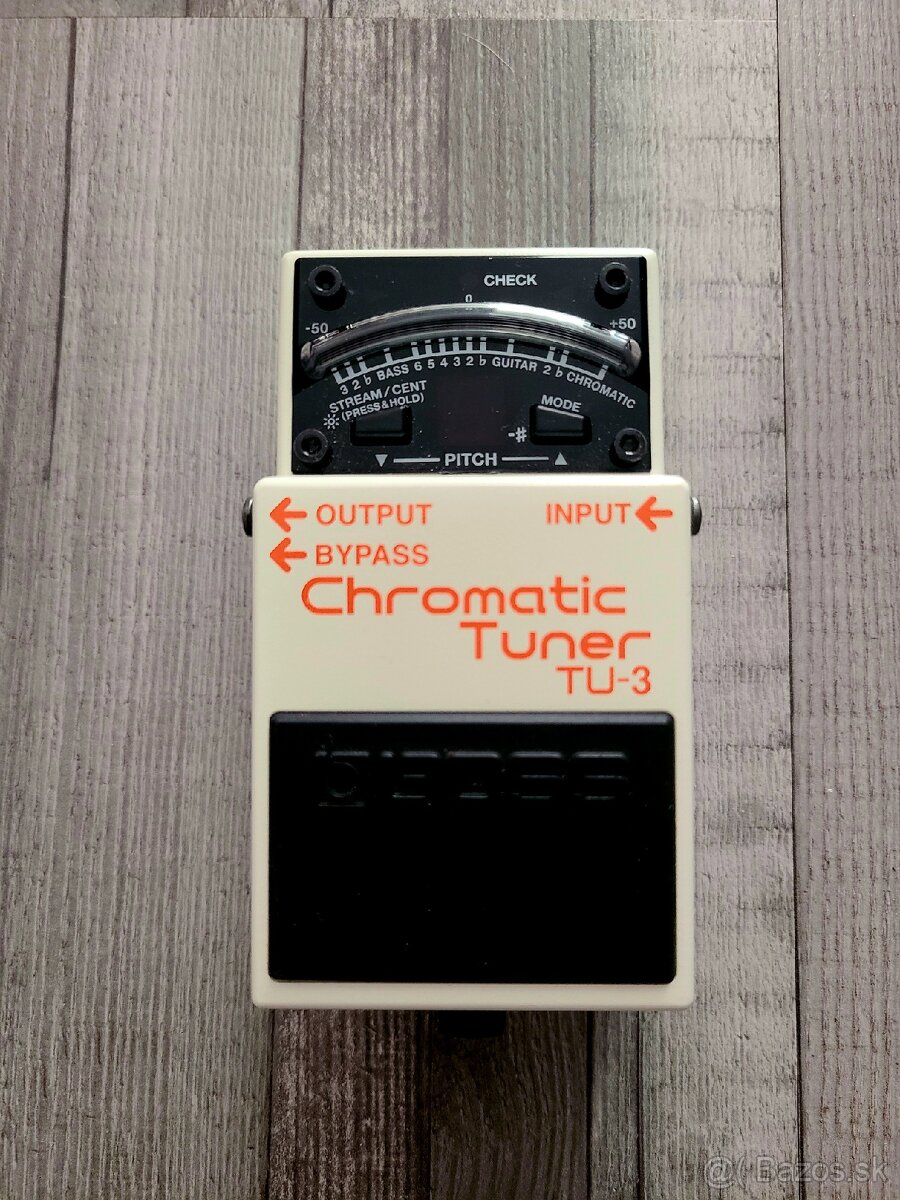 CHECK
0
-50 +50
3 2 ♭ BASS 6 5 4 3 2 ♭ GUITAR 2 ♭ CHROMATIC
STREAM/CENT
(PRESS&HOLD)
MODE
-#
▼ PITCH ▲
← OUTPUT INPUT ←
← BYPASS
Chromatic
Tuner
TU-3
BOSS
@ Bazos.sk